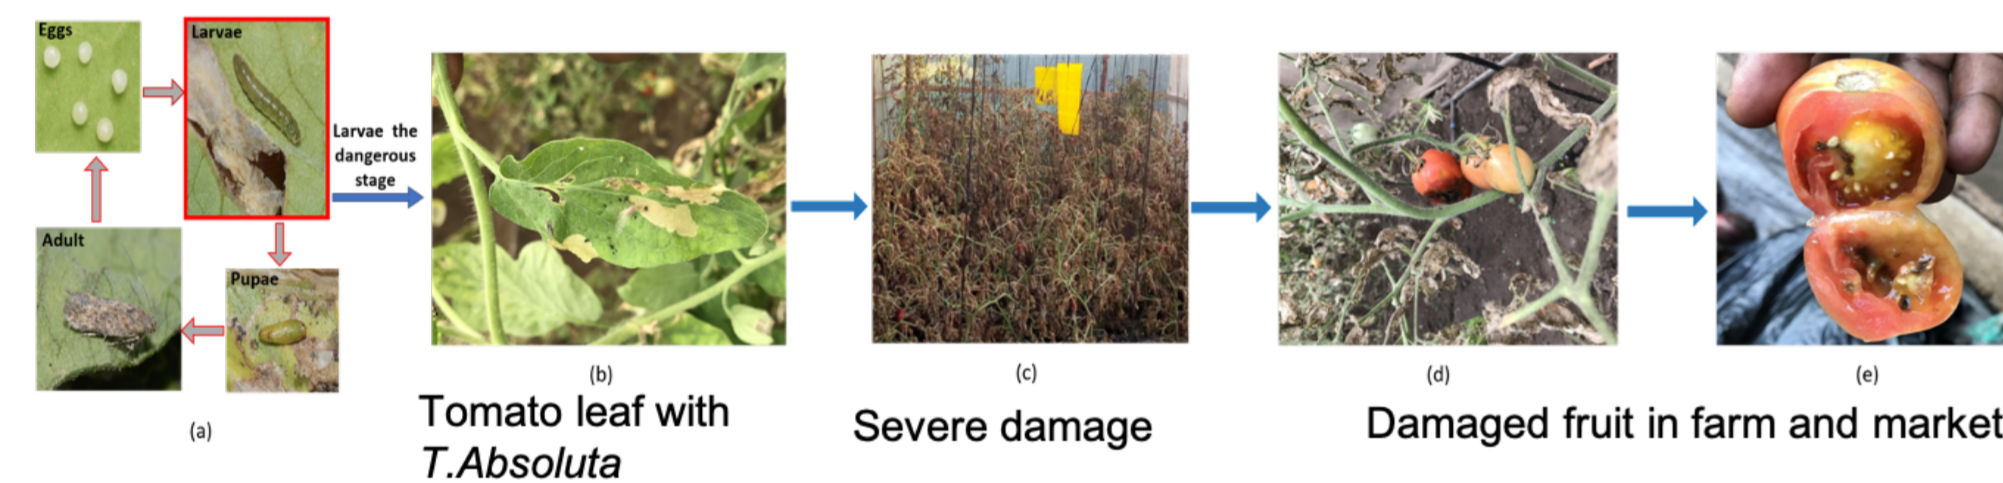 Eggs
Larvae
Larvae the
dangerous
stage
Adult
Pupae
(a)
(b)
(c)
(d)
(e)
Tomato leaf with
T.Absoluta
Severe damage
Damaged fruit in farm and market